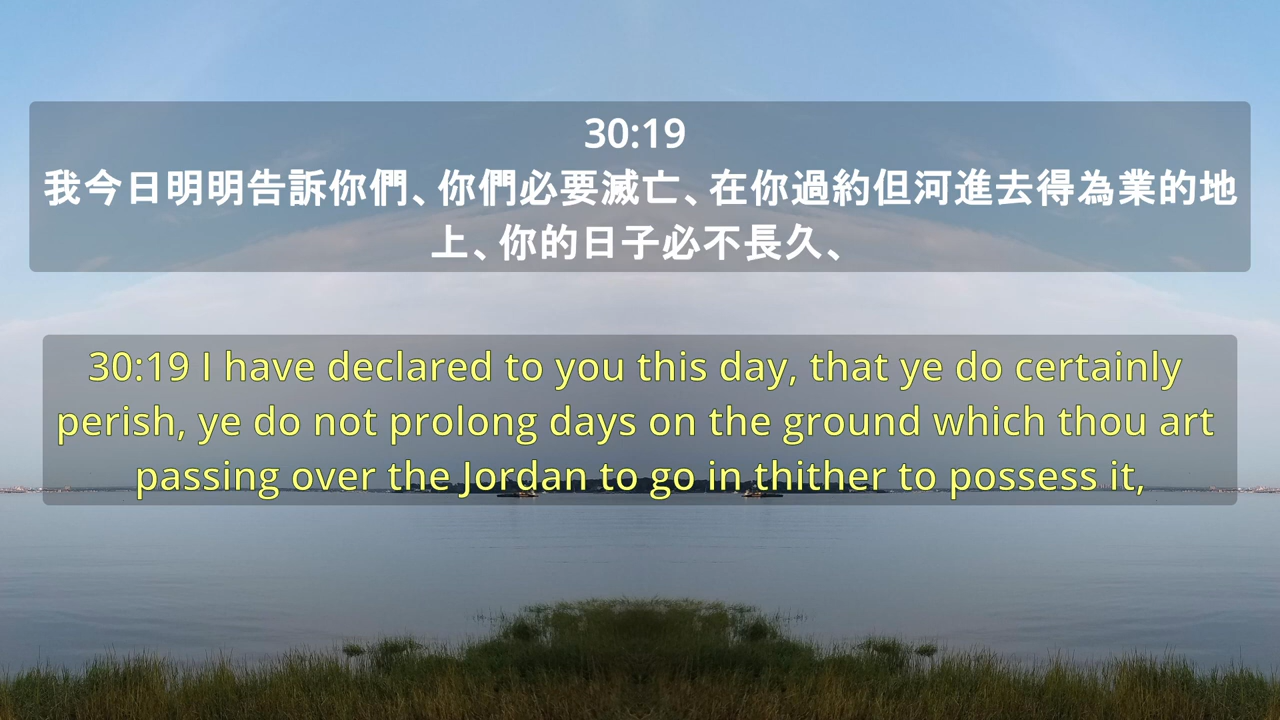 30:19
我今日明明告訴你們、你們必要滅亡、在你過約但河進去得為業的地
上、你的日子必不長久、
30:19 I have declared to you this day, that ye do certainly
perish, ye do not prolong days on the ground which thou art
passing over the Jordan to go in thither to possess it,